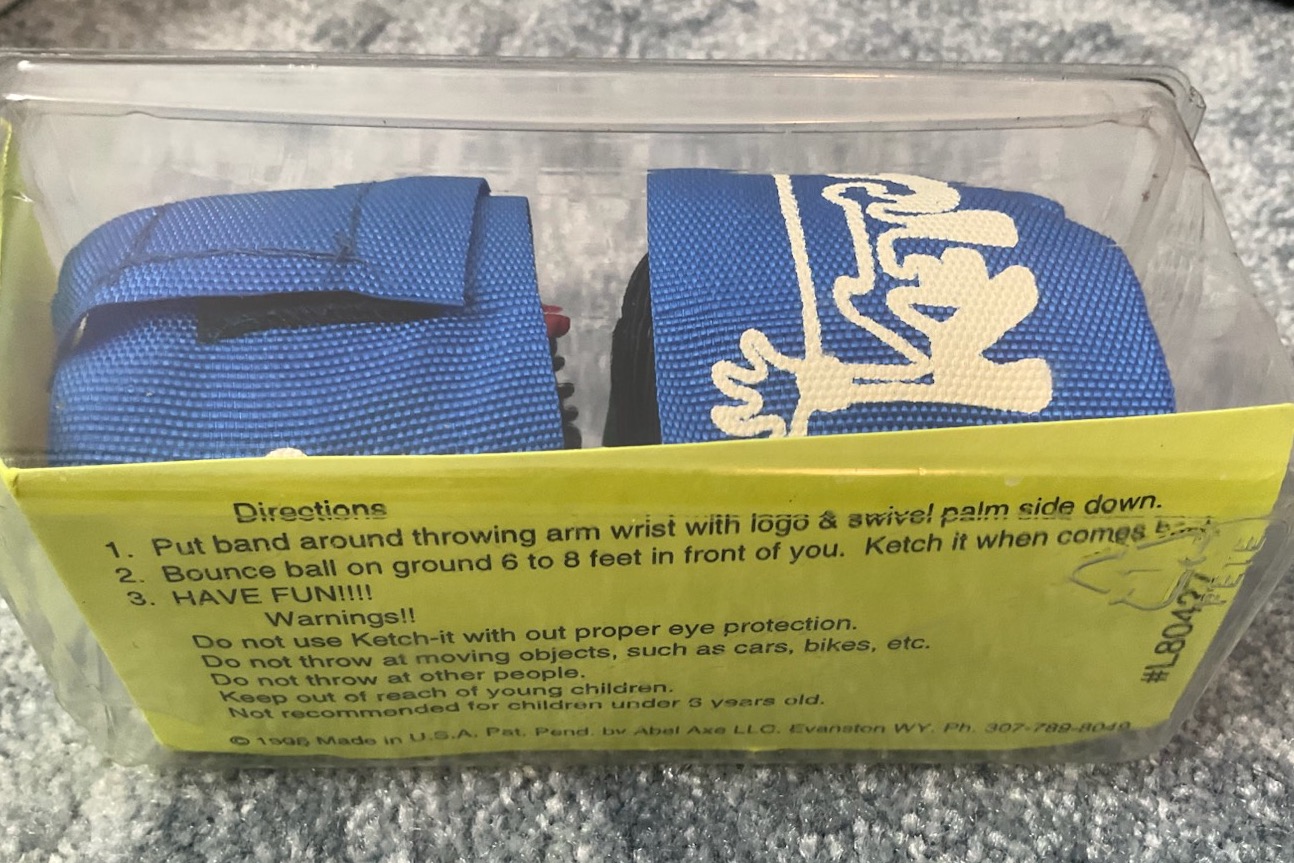 Directions
1. Put band around throwing arm wrist with logo & swivel palm side down.
2. Bounce ball on ground 6 to 8 feet in front of you. Ketch it when comes
3. HAVE FUN!!!!
Warnings!!
Do not use Ketch-it with out proper eye protection.
Do not throw at moving objects, such as cars, bikes, etc.
Do not throw at other people.
Keep out of reach of young children.
Not recommended for children under years old.
© Made in U.S.A. Pat. Pend. by Abel Axe LLC. Evanston WY. Ph. 307-789-8049
#L80427
PETE